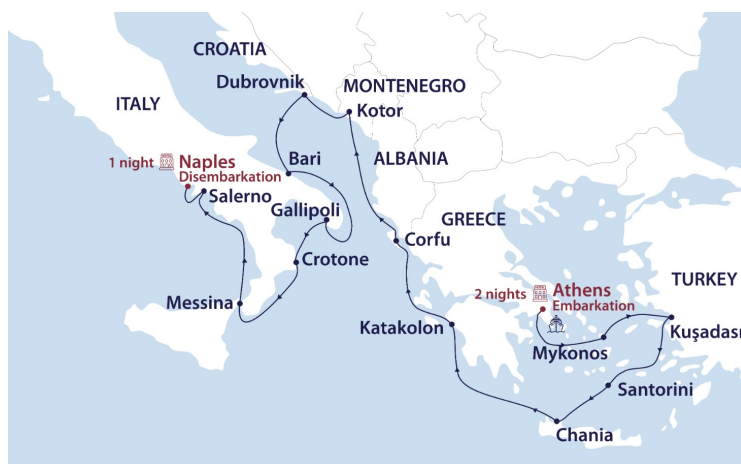 CROATIA
Dubrovnik
MONTENEGRO
Kotor
ITALY
1 night
Naples
Disembarkation
Salerno
Bari
ALBANIA
Gallipoli
GREECE
Corfu
Crotone
TURKEY
2 nights
Athens
Embarkation
Messina
Katakolon
Mykonos
Kuşadası
Santorini
Chania